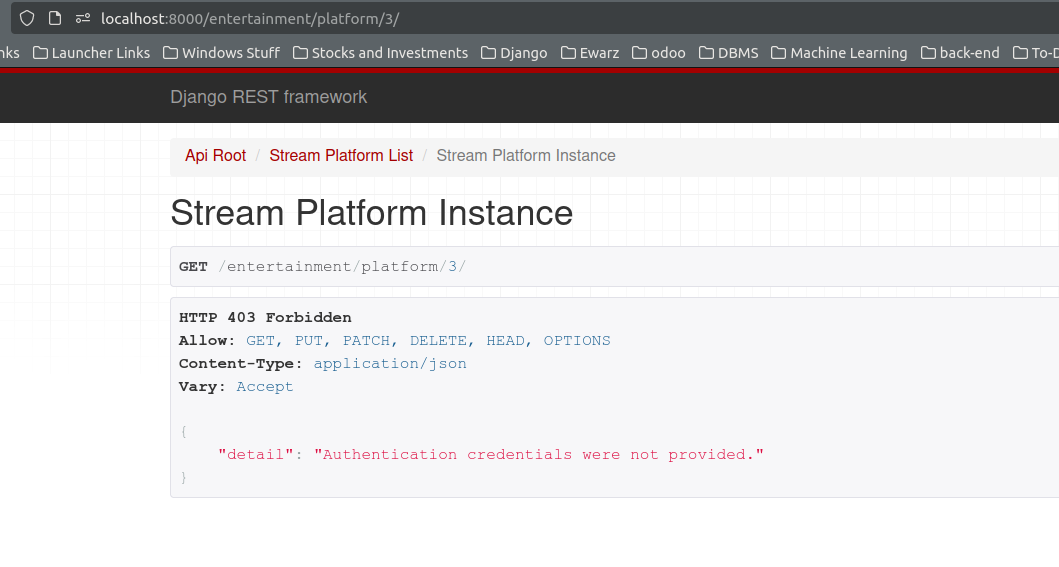 localhost:8000/entertainment/platform/3/
nks Launcher Links Windows Stuff Stocks and Investments Django Ewarz odoo DBMS Machine Learning back-end To-D
Django REST framework
Api Root / Stream Platform List / Stream Platform Instance
Stream Platform Instance
GET /entertainment/platform/3/
HTTP 403 Forbidden
Allow: GET, PUT, PATCH, DELETE, HEAD, OPTIONS
Content-Type: application/json
Vary: Accept
{
"detail": "Authentication credentials were not provided."
}